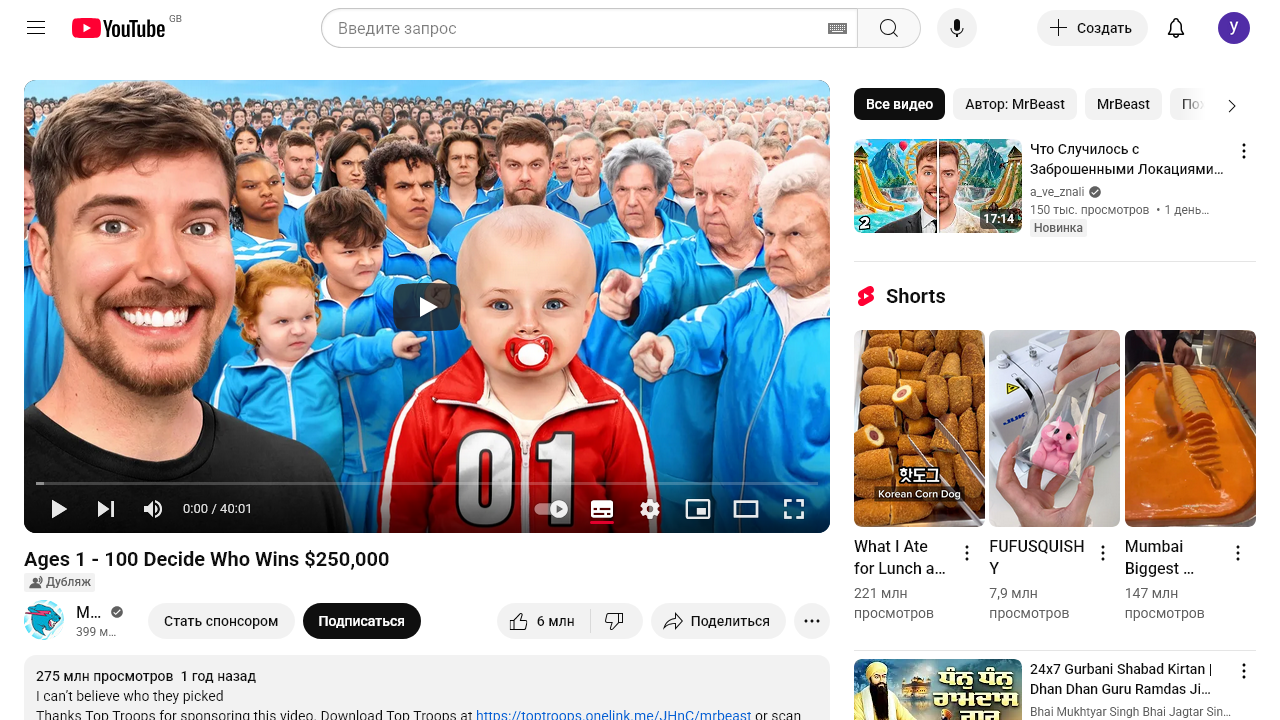 YouTube
GB
Введите запрос
Создать
У
01
0:00 / 40:01
Ages 1 - 100 Decide Who Wins $250,000
Дубляж
М...
399 м...
Стать спонсором
Подписаться
6 млн
Поделиться
275 млн просмотров 1 год назад
I can't believe who they picked
Thanks Top Troops for sponsoring this video. Download Top Troops at https://toptroops.onelink.me/JHnC/mrbeast or scan
Все видео
Автор: MrBeast
MrBeast
2
17:14
Что Случилось с
Заброшенными Локациями...
a_ve_znali
150 тыс. просмотров • 1 день...
Новинка
Shorts
핫도그
Korean Corn Dog
JUK
What I Ate
for Lunch a...
221 млн
просмотров
FUFUSQUISH
Y
7,9 млн
просмотров
Mumbai
Biggest ...
147 млн
просмотров
ਧੰਨੁ ਧੰਨੁ
ਰਾਮਦਾਸ
ਗੁਰੁ
24x7 Gurbani Shabad Kirtan |
Dhan Dhan Guru Ramdas Ji...
Bhai Mukhtyar Singh Bhai Jagtar Sin...